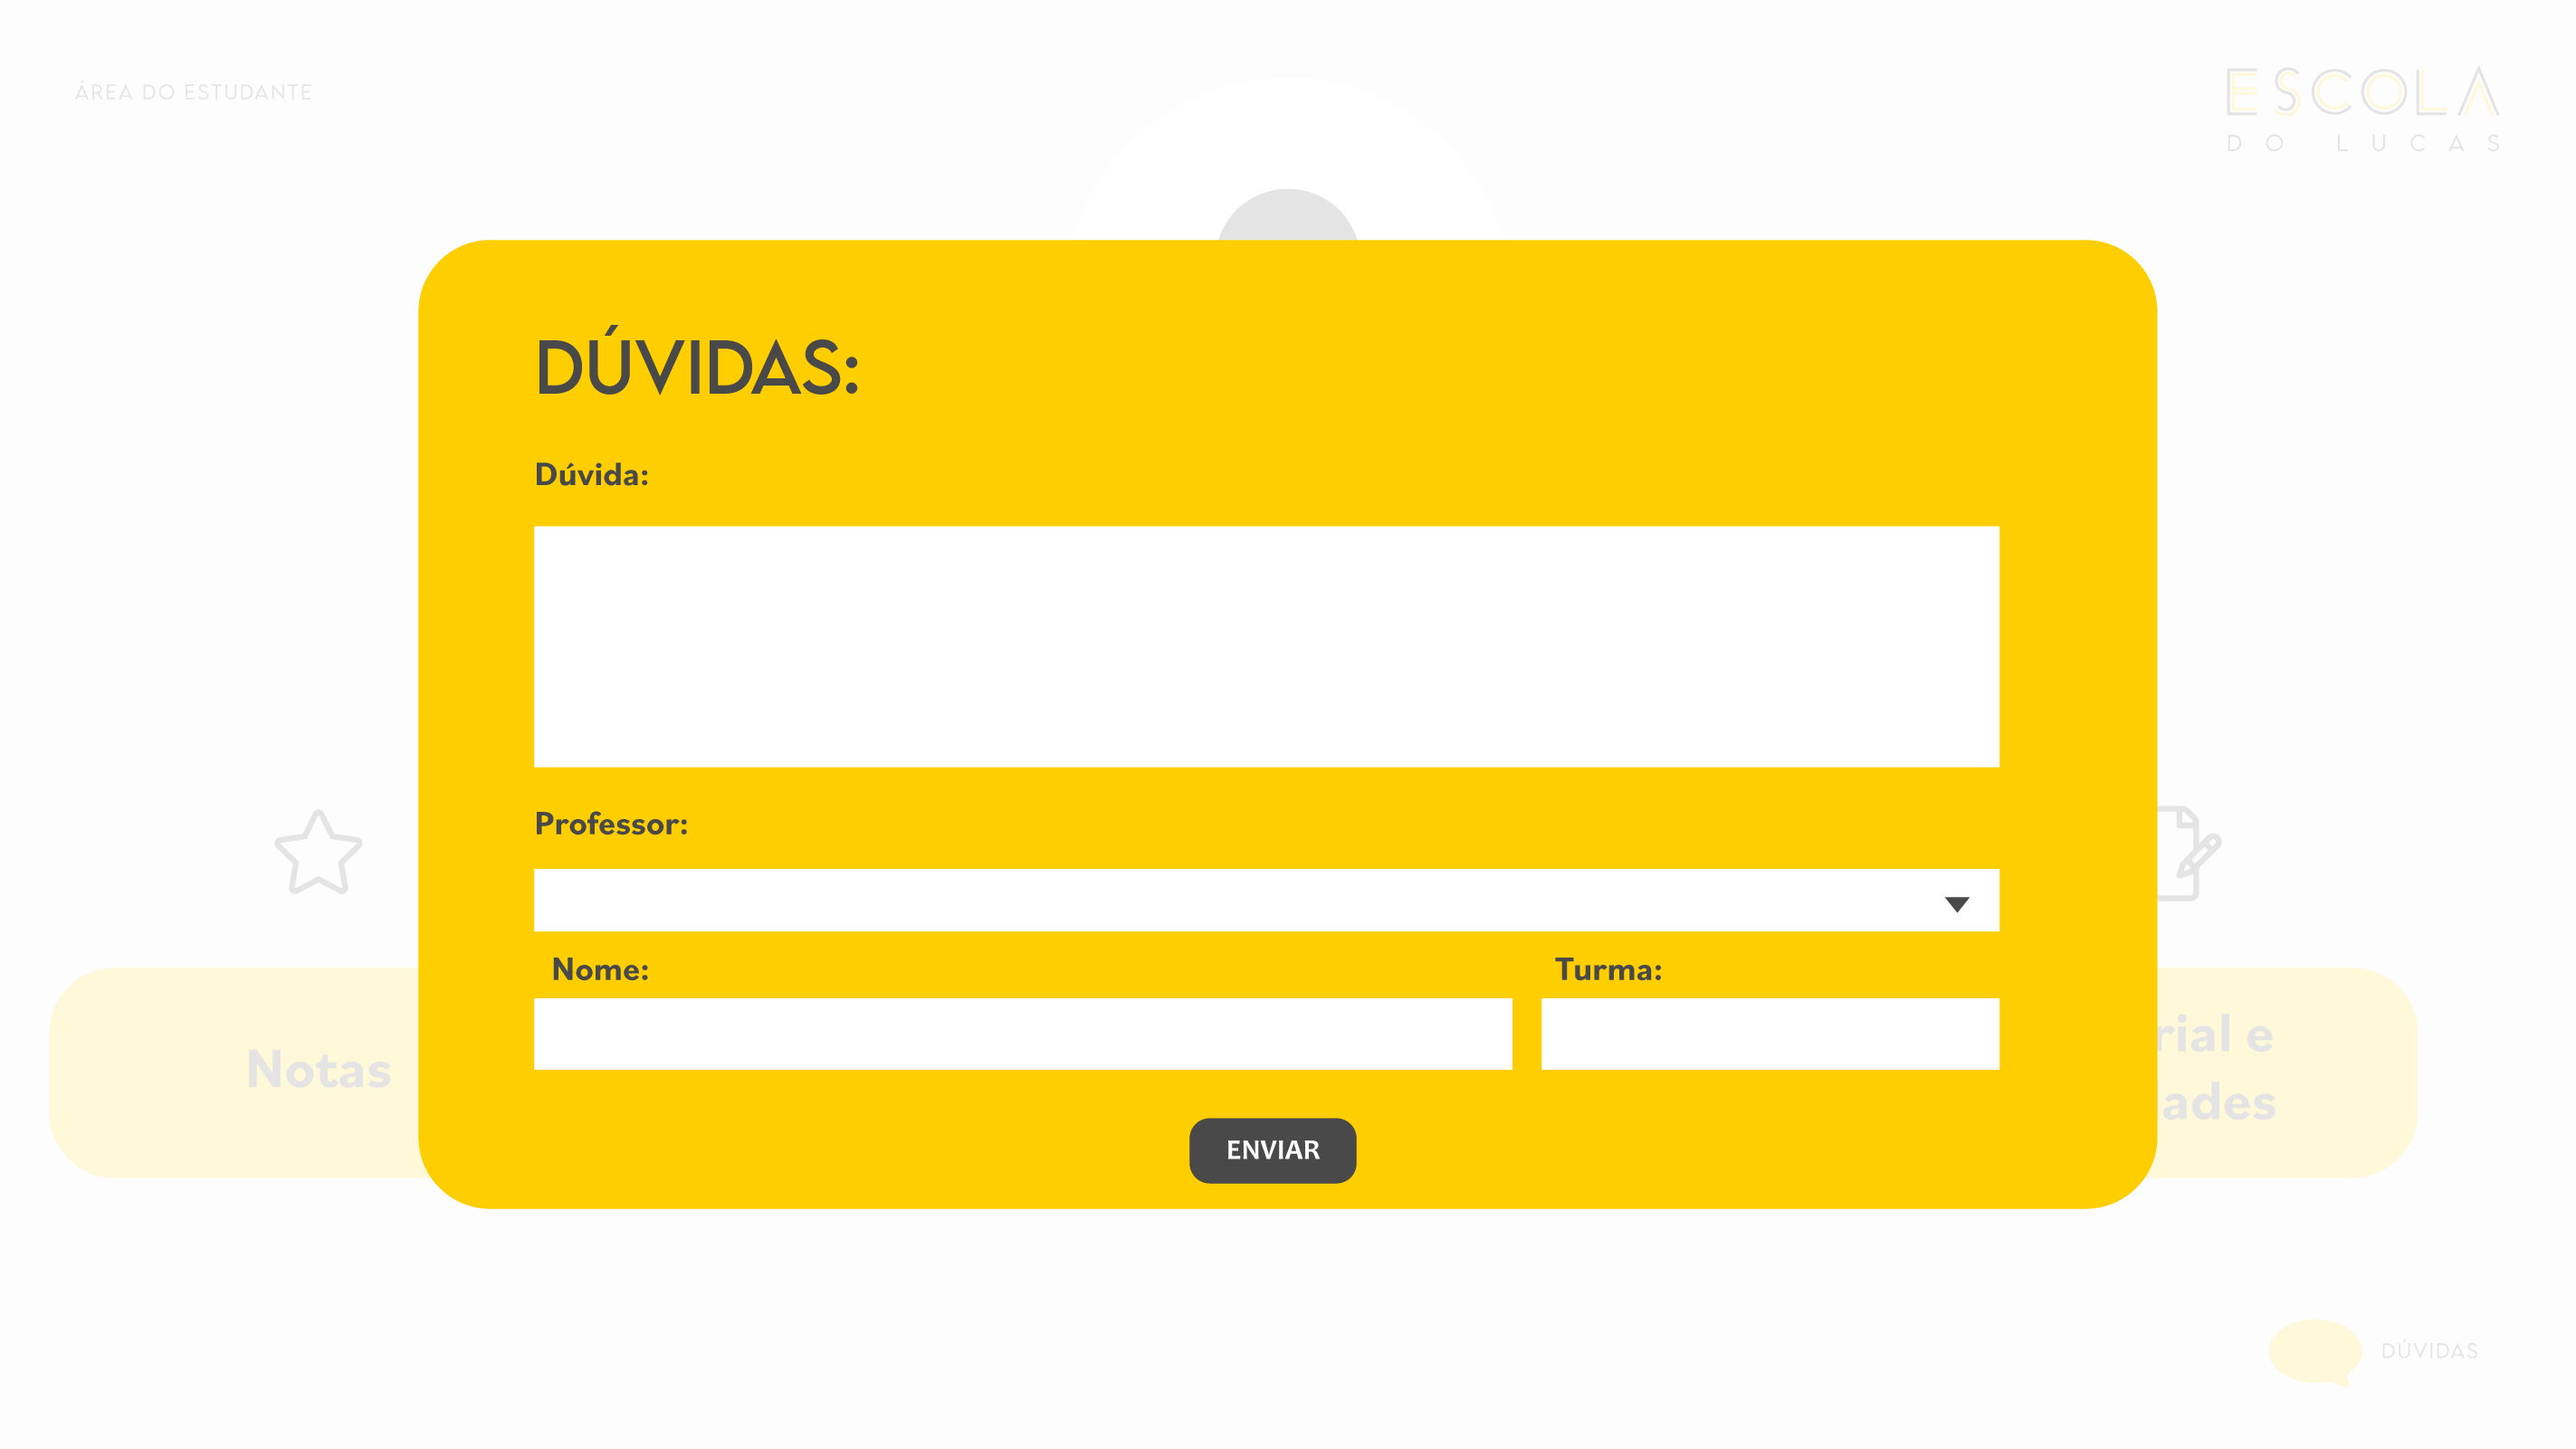 ÁREA DO ESTUDANTE
ESCOLA
DO LUCAS
DÚVIDAS:
Dúvida:
Professor:
Nome:
Turma:
Notas
rial e
ades
ENVIAR
DÚVIDAS